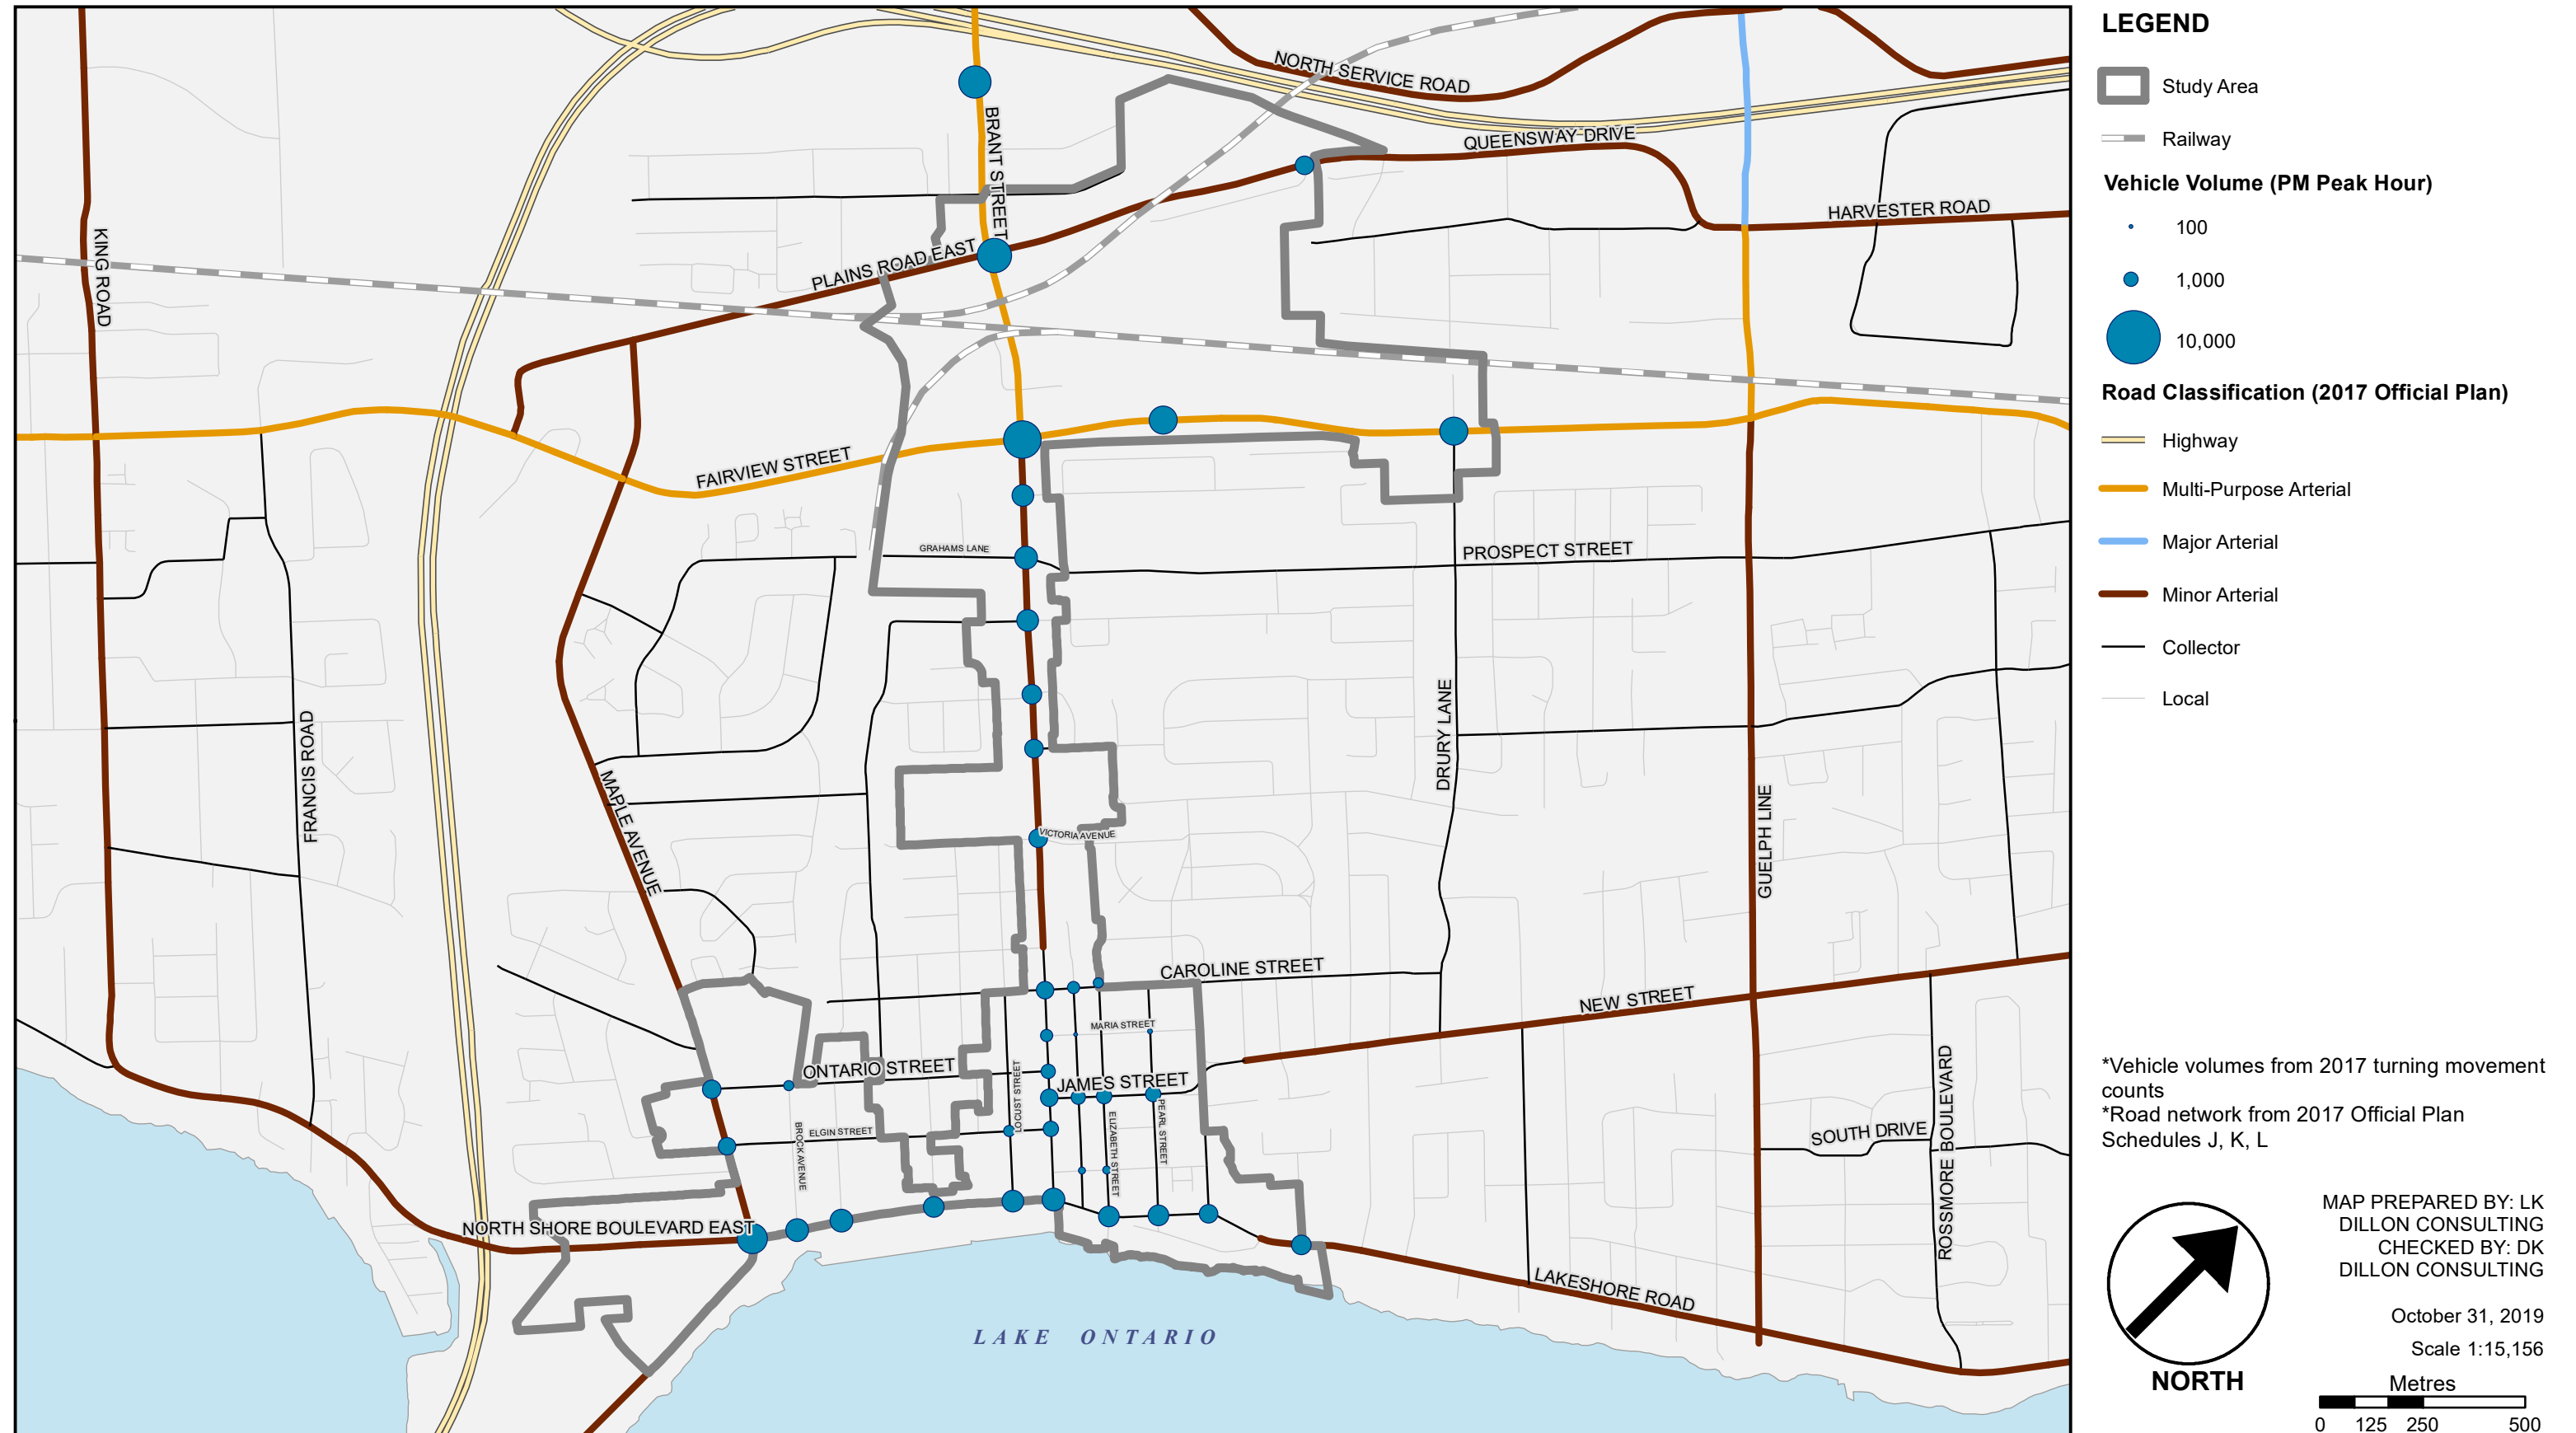 NORTH SERVICE ROAD
BRANT STREET
QUEENSWAY DRIVE
HARVESTER ROAD
KING ROAD
PLAINS ROAD EAST
FAIRVIEW STREET
GRAHAMS LANE
PROSPECT STREET
FRANCIS ROAD
DRURY LANE
MAPLE AVENUE
VICTORIA AVENUE
GUELPH LINE
CAROLINE STREET
NEW STREET
MARIA STREET
ONTARIO STREET
LOCUST STREET
JAMES STREET
ELGIN STREET
BROCK AVENUE
ELIZABETH STREET
PEARL STREET
SOUTH DRIVE
ROSSMORE BOULEVARD
NORTH SHORE BOULEVARD EAST
LAKESHORE ROAD
LAKE ONTARIO
LEGEND
Study Area
Railway
Vehicle Volume (PM Peak Hour)
100
1,000
10,000
Road Classification (2017 Official Plan)
Highway
Multi-Purpose Arterial
Major Arterial
Minor Arterial
Collector
Local
*Vehicle volumes from 2017 turning movement
counts
*Road network from 2017 Official Plan
Schedules J, K, L
MAP PREPARED BY: LK
DILLON CONSULTING
CHECKED BY: DK
DILLON CONSULTING
October 31, 2019
Scale 1:15,156
NORTH
Metres
0 125 250 500